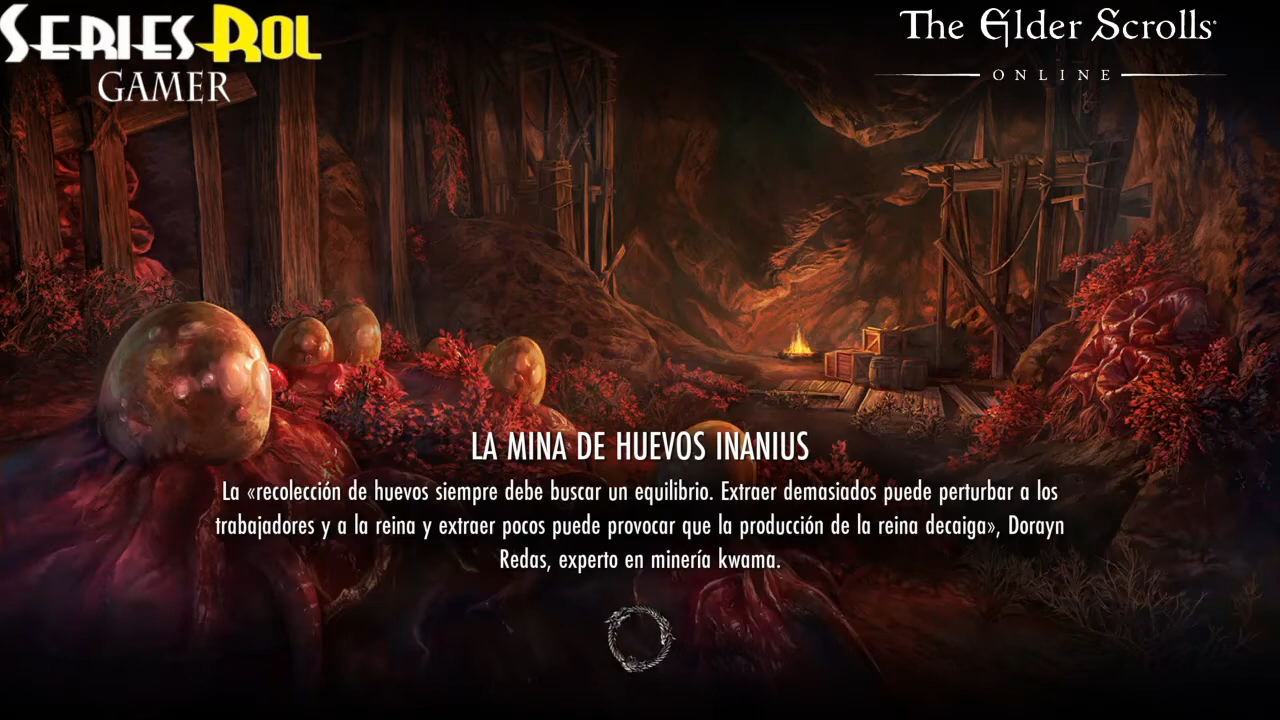 SERIES ROL
GAMER
The Elder Scrolls
ONLINE
LA MINA DE HUEVOS INANIUS
La «recolección de huevos siempre debe buscar un equilibrio. Extraer demasiados puede perturbar a los
trabajadores y a la reina y extraer pocos puede provocar que la producción de la reina decaiga», Dorayn
Redas, experto en minería kwama.